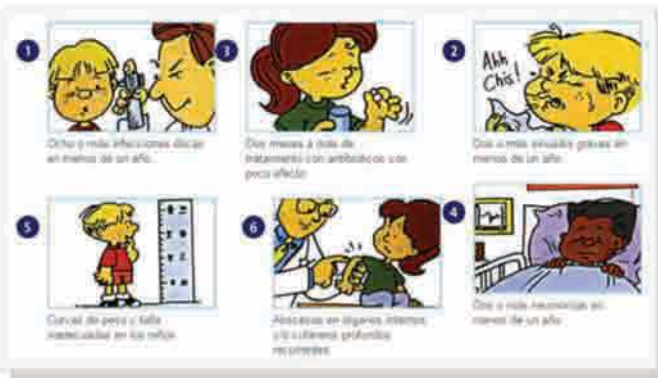 1
Ocho o más infecciones óticas
en menos de un año.
3
Dos meses o más de
tratamiento con antibióticos con
poco efecto
2
Ahh
Chis!
Dos o más sinusitis graves en
menos de un año.
5
Curvas de peso y talla
inadecuadas en los niños
6
Abscesos en órganos internos
y/o cutáneos profundos
recurrentes
4
Dos o más neumonías en
menos de un año.